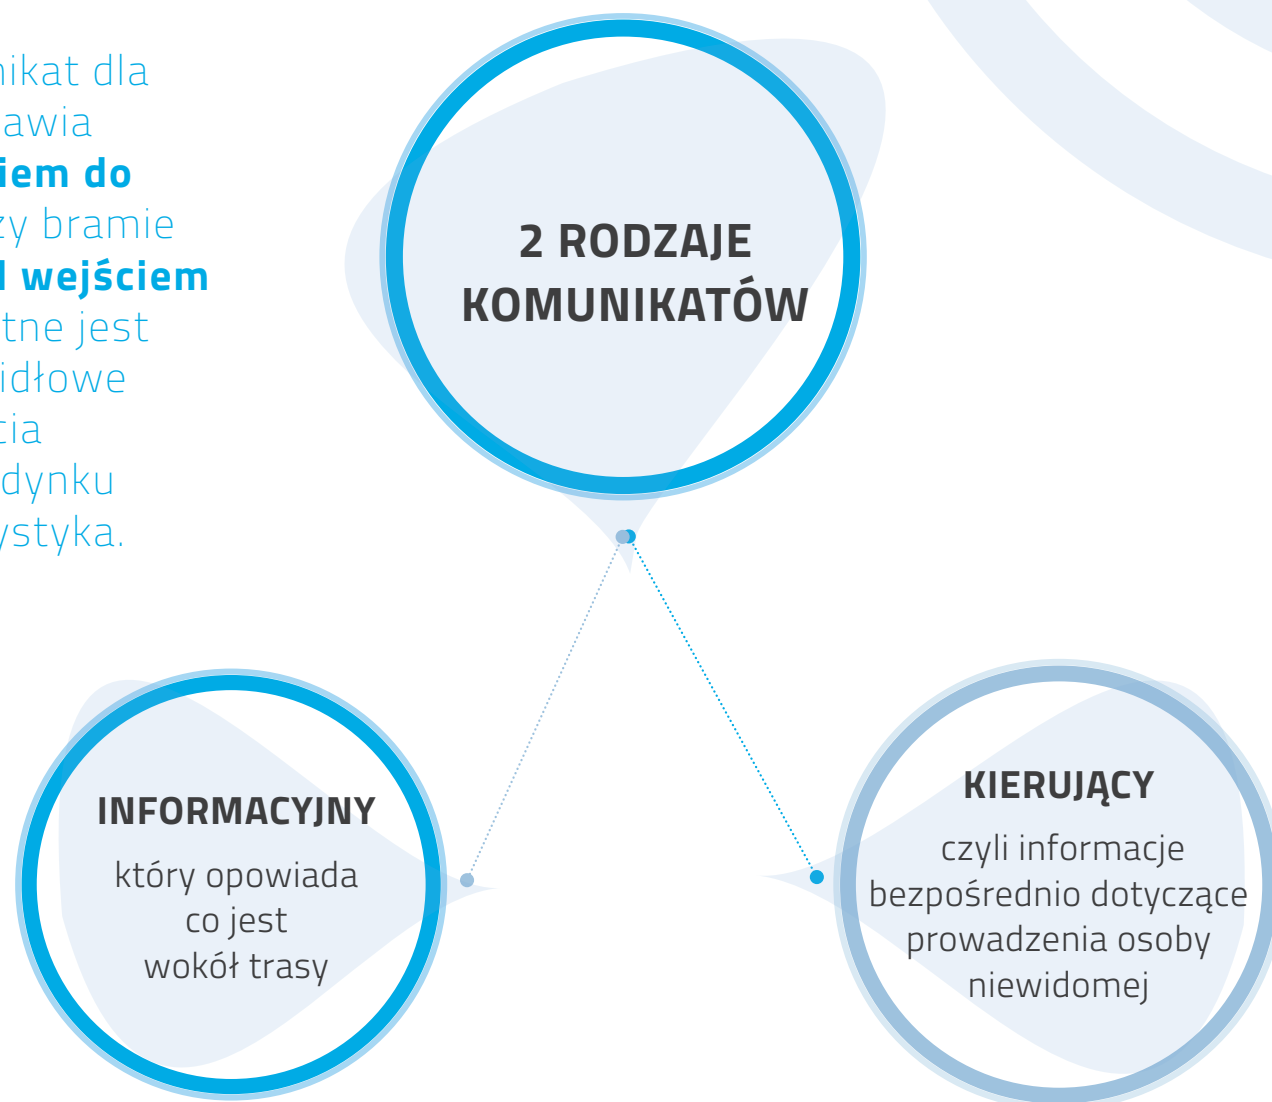 nikat dla
awia
iem do
zy bramie
d wejściem
tne jest
idłowe
cia
dynku
ystyka.
2 RODZAJE
KOMUNIKATÓW
INFORMACYJNY
który opowiada
co jest
wokół trasy
KIERUJĄCY
czyli informacje
bezpośrednio dotyczące
prowadzenia osoby
niewidomej